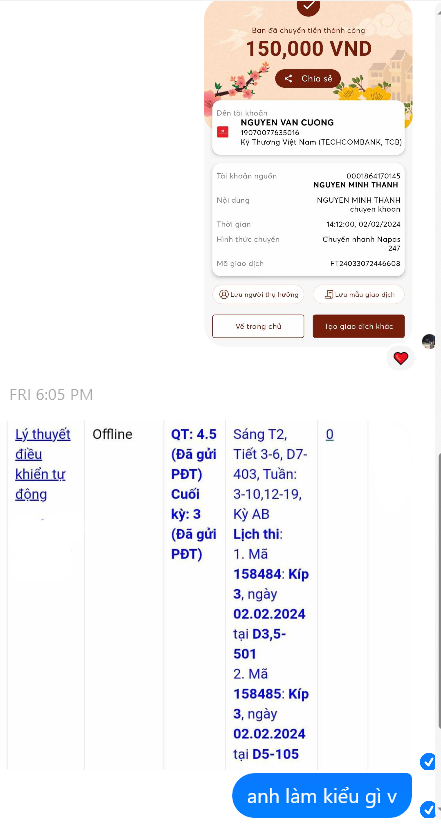 Bạn đã chuyển tiền thành công
150,000 VND
Chia sẻ
Đến tài khoản
NGUYEN VAN CUONG
19070077635016
Kỹ Thương Việt Nam (TECHCOMBANK, TCB)
Tài khoản nguồn 0001864170145
NGUYEN MINH THANH
Nội dung NGUYEN MINH THANH
chuyen khoan
Thời gian 14:12:00, 02/02/2024
Hình thức chuyển Chuyển nhanh Napas
247
Mã giao dịch FT24033072446608
Lưu người thụ hưởng Lưu mẫu giao dịch
Về trang chủ Tạo giao dịch khác
FRI 6:05 PM
Lý thuyết
điều
khiển tự
động
Offline
QT: 4.5
(Đã gửi
PĐT)
Cuối
kỳ: 3
(Đã gửi
PĐT)
Sáng T2,
Tiết 3-6, D7-
403, Tuần:
3-10,12-19,
Kỳ AB
Lịch thi:
1. Mã
158484: Kíp
3, ngày
02.02.2024
tại D3,5-
501
2. Mã
158485: Kíp
3, ngày
02.02.2024
tại D5-105
0
anh làm kiểu gì v